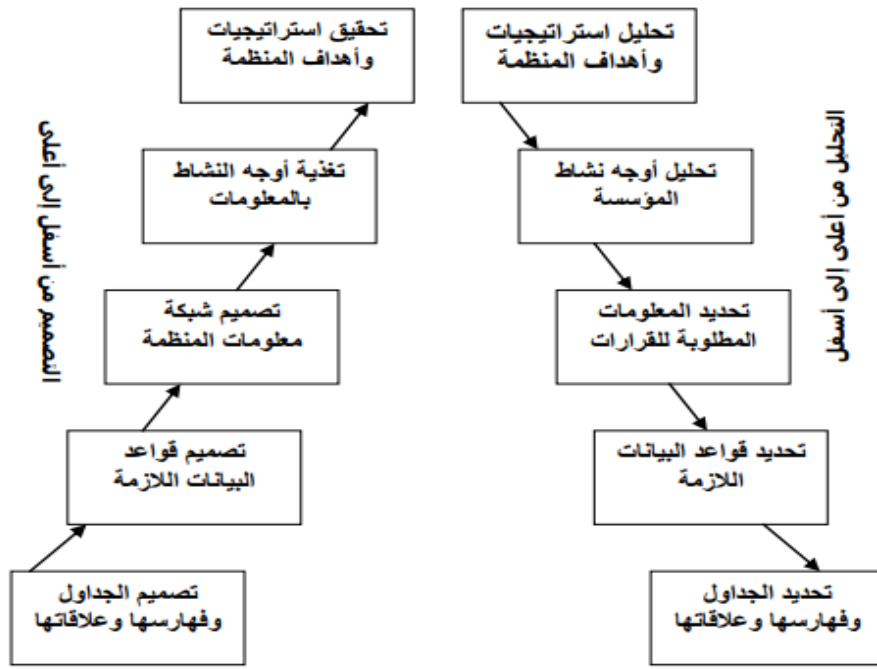 تحليل استراتيجيات
وأهداف المنظمة
تحقيق استراتيجيات
وأهداف المنظمة
التحليل من أعلى إلى أسفل
تحليل أوجه نشاط
المؤسسة
تغذية أوجه النشاط
بالمعلومات
التصميم من أسفل إلى أعلى
تحديد المعلومات
المطلوبة للقرارات
تصميم شبكة
معلومات المنظمة
تحديد قواعد البيانات
اللازمة
تصميم قواعد
البيانات اللازمة
تحديد الجداول
وفهارسها وعلاقاتها
تصميم الجداول
وفهارسها وعلاقاتها